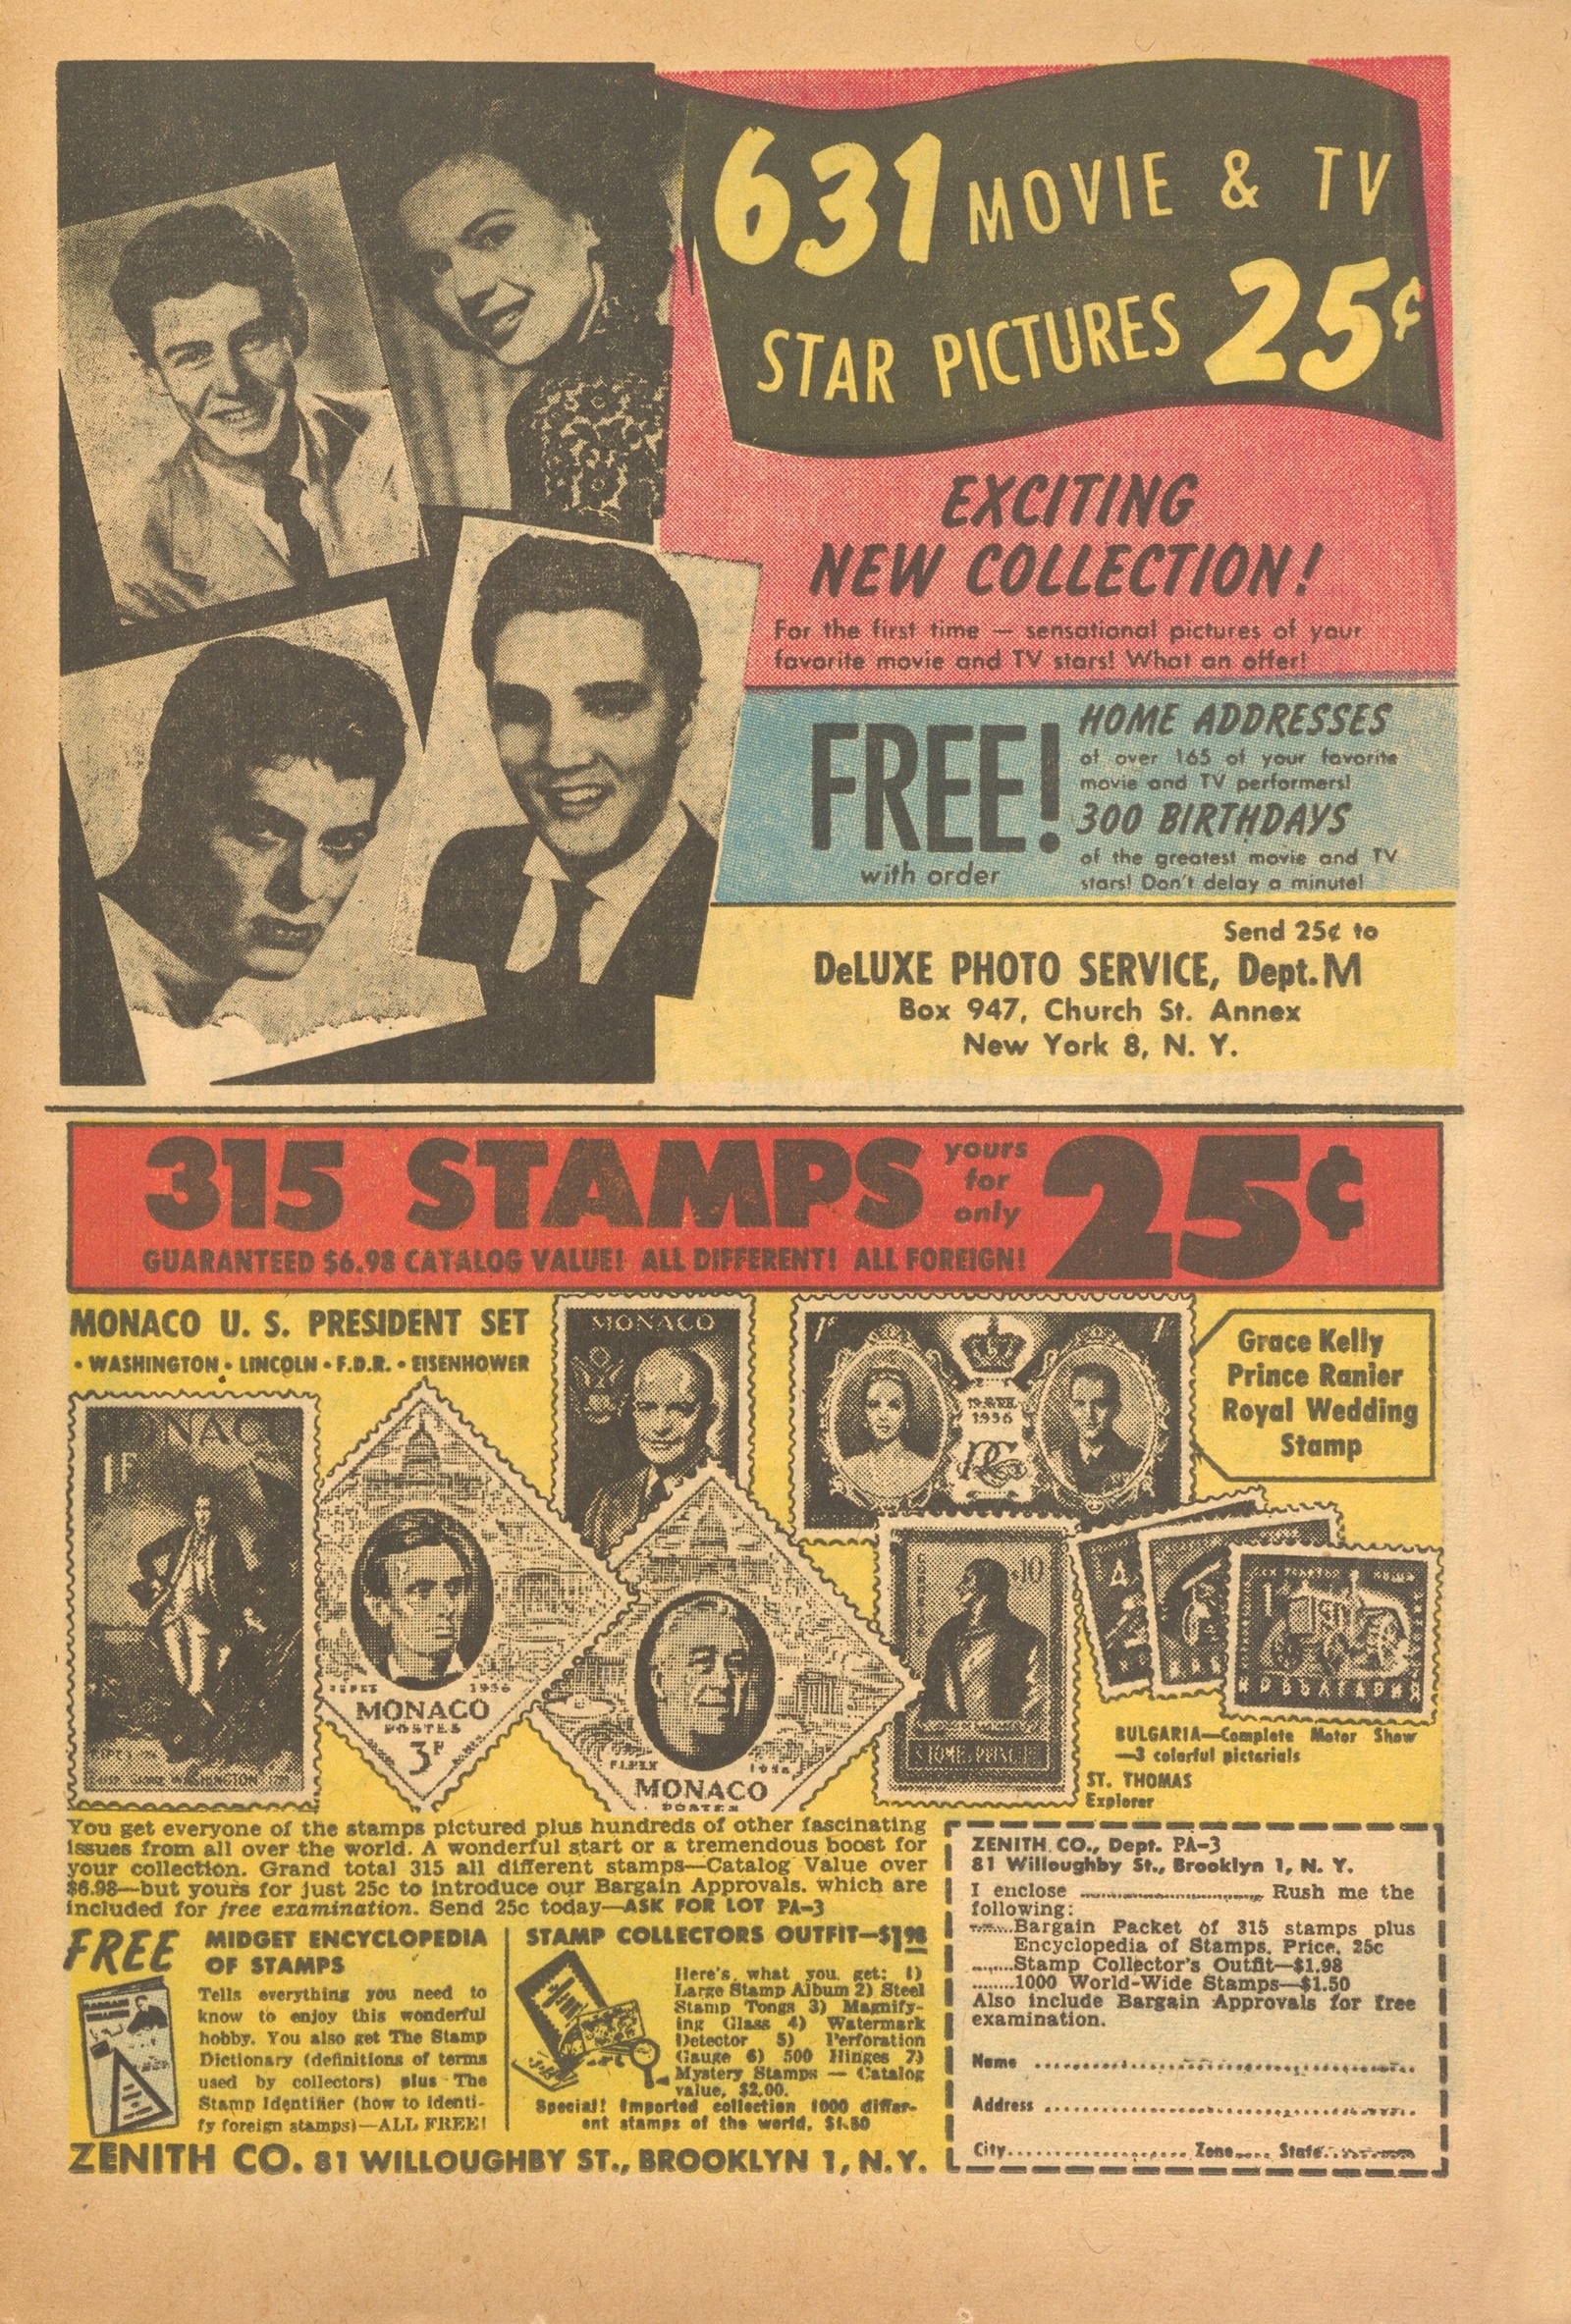 631 MOVIE & TV
STAR PICTURES 25¢
EXCITING
NEW COLLECTION!
For the first time — sensational pictures of your
favorite movie and TV stars! What an offer!
FREE!
with order
HOME ADDRESSES
of over 165 of your favorite
movie and TV performers!
300 BIRTHDAYS
of the greatest movie and TV
stars! Don't delay a minute!
Send 25¢ to
DeLUXE PHOTO SERVICE, Dept. M
Box 947, Church St. Annex
New York 8, N. Y.
315 STAMPS yours for only 25¢
GUARANTEED $6.98 CATALOG VALUE! ALL DIFFERENT! ALL FOREIGN!
MONACO U. S. PRESIDENT SET
• WASHINGTON • LINCOLN • F.D.R. • EISENHOWER
MONACO
19 AVR.
1956
Grace Kelly
Prince Ranier
Royal Wedding
Stamp
MONACO
1F
1956
MONACO
POSTES
3F
FIPEX 1956
MONACO
POSTES
10
BULGARIA—Complete Motor Show
—3 colorful pictorials
ST. THOMAS
Explorer
You get everyone of the stamps pictured plus hundreds of other fascinating
issues from all over the world. A wonderful start or a tremendous boost for
your collection. Grand total 315 all different stamps—Catalog Value over
$6.98—but yours for just 25c to introduce our Bargain Approvals. which are
included for free examination. Send 25c today—ASK FOR LOT PA-3
FREE MIDGET ENCYCLOPEDIA
OF STAMPS
Tells everything you need to
know to enjoy this wonderful
hobby. You also get The Stamp
Dictionary (definitions of terms
used by collectors) plus The
Stamp Identifier (how to identi-
fy foreign stamps)—ALL FREE!
STAMP COLLECTORS OUTFIT—$1.98
Here's what you get: 1)
Large Stamp Album 2) Steel
Stamp Tongs 3) Magnify-
ing Glass 4) Watermark
Detector 5) Perforation
Gauge 6) 500 Hinges 7)
Mystery Stamps — Catalog
value, $2.00.
Special! Imported collection 1000 differ-
ent stamps of the world, $1.50
ZENITH CO. 81 WILLOUGHBY ST., BROOKLYN 1, N.Y.
ZENITH CO., Dept. PA-3
81 Willoughby St., Brooklyn 1, N. Y.
I enclose .............................. Rush me the
following:
........Bargain Packet of 315 stamps plus
Encyclopedia of Stamps. Price, 25c
........Stamp Collector's Outfit—$1.98
........1000 World-Wide Stamps—$1.50
Also include Bargain Approvals for free
examination.
Name ..................................................
Address ..................................................
City...................... Zone...... State..............